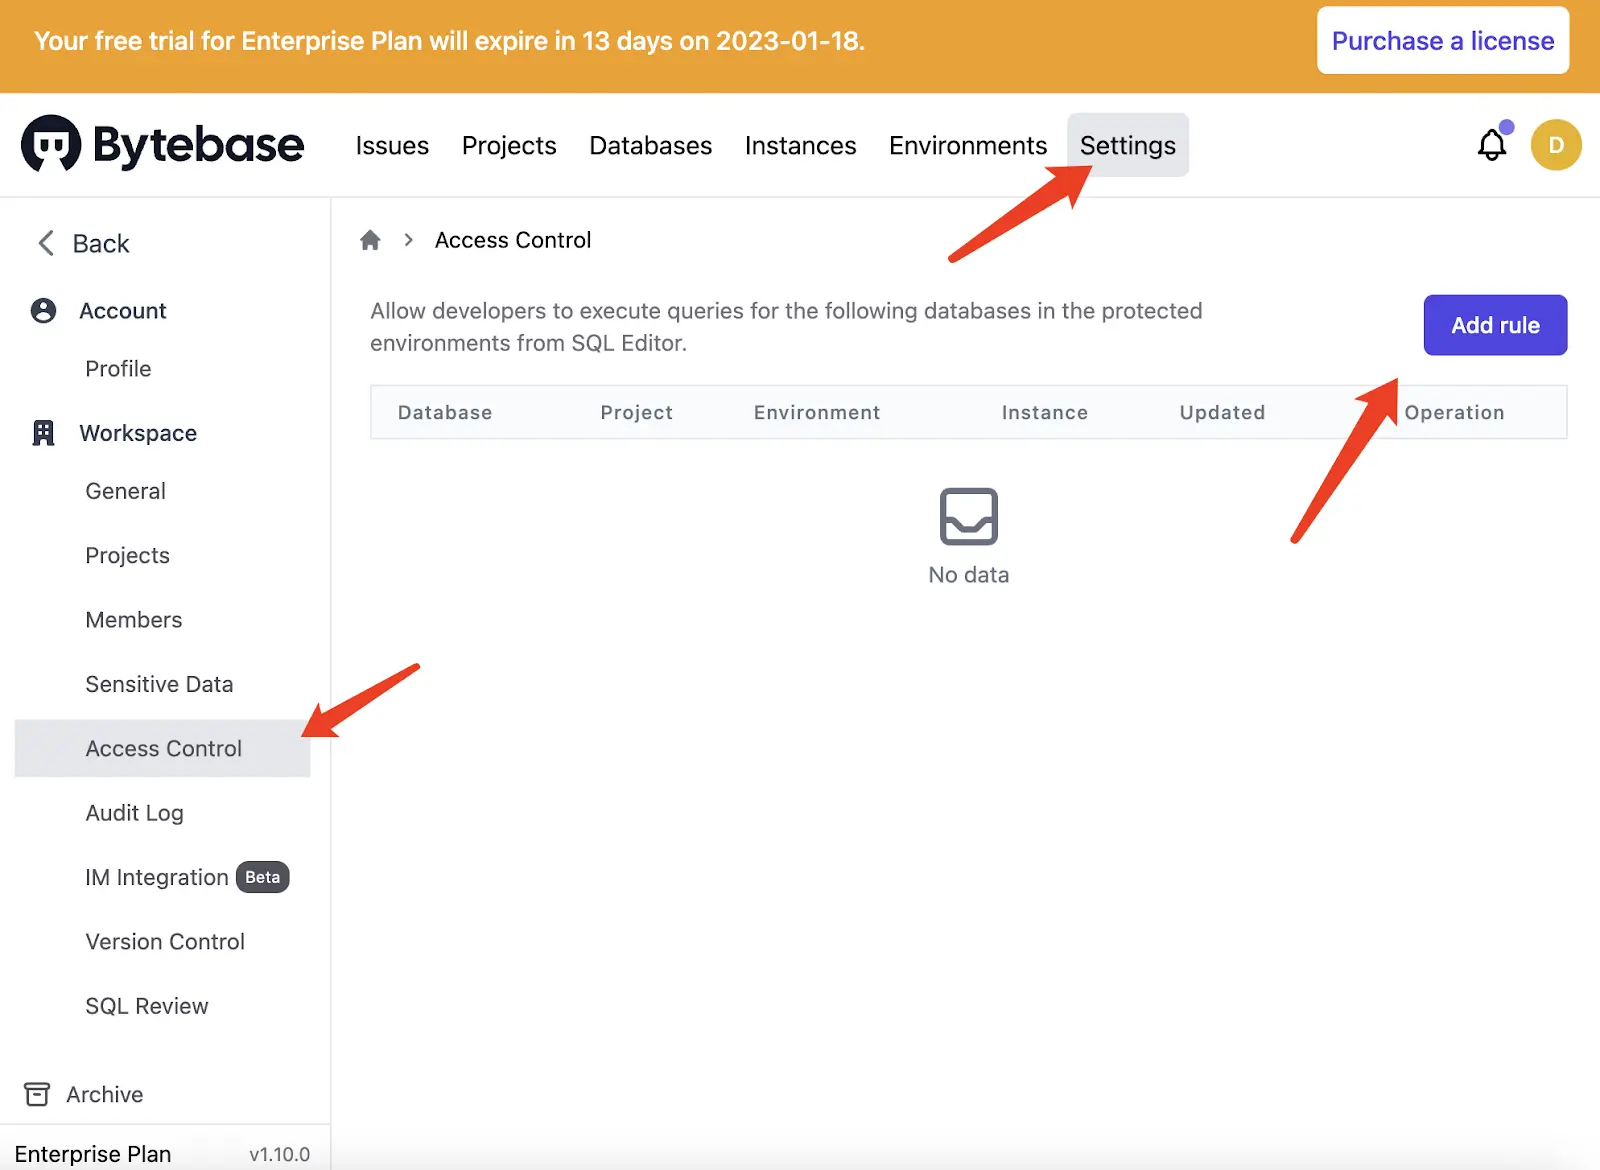 Your free trial for Enterprise Plan will expire in 13 days on 2023-01-18.
Purchase a license
Bytebase
Issues
Projects
Databases
Instances
Environments
Settings
D
Back
Account
Profile
Workspace
General
Projects
Members
Sensitive Data
Access Control
Audit Log
IM Integration Beta
Version Control
SQL Review
Archive
Enterprise Plan v1.10.0
Access Control
Allow developers to execute queries for the following databases in the protected
environments from SQL Editor.
Add rule
Database Project Environment Instance Updated Operation
No data